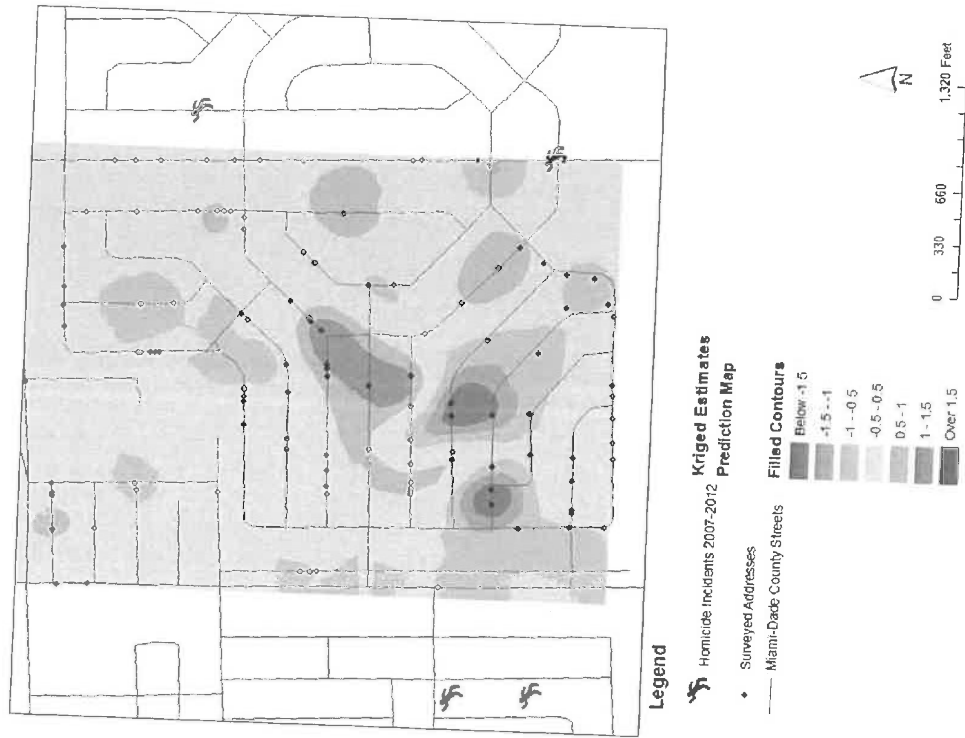 Legend
Homicide Incidents 2007-2012
Surveyed Addresses
Miami-Dade County Streets
Kriged Estimates
Prediction Map
Filled Contours
Below -1.5
-1.5 - -1
-1 - -0.5
-0.5 - 0.5
0.5 - 1
1 - 1.5
Over 1.5
N
0 330 660 1,320 Feet